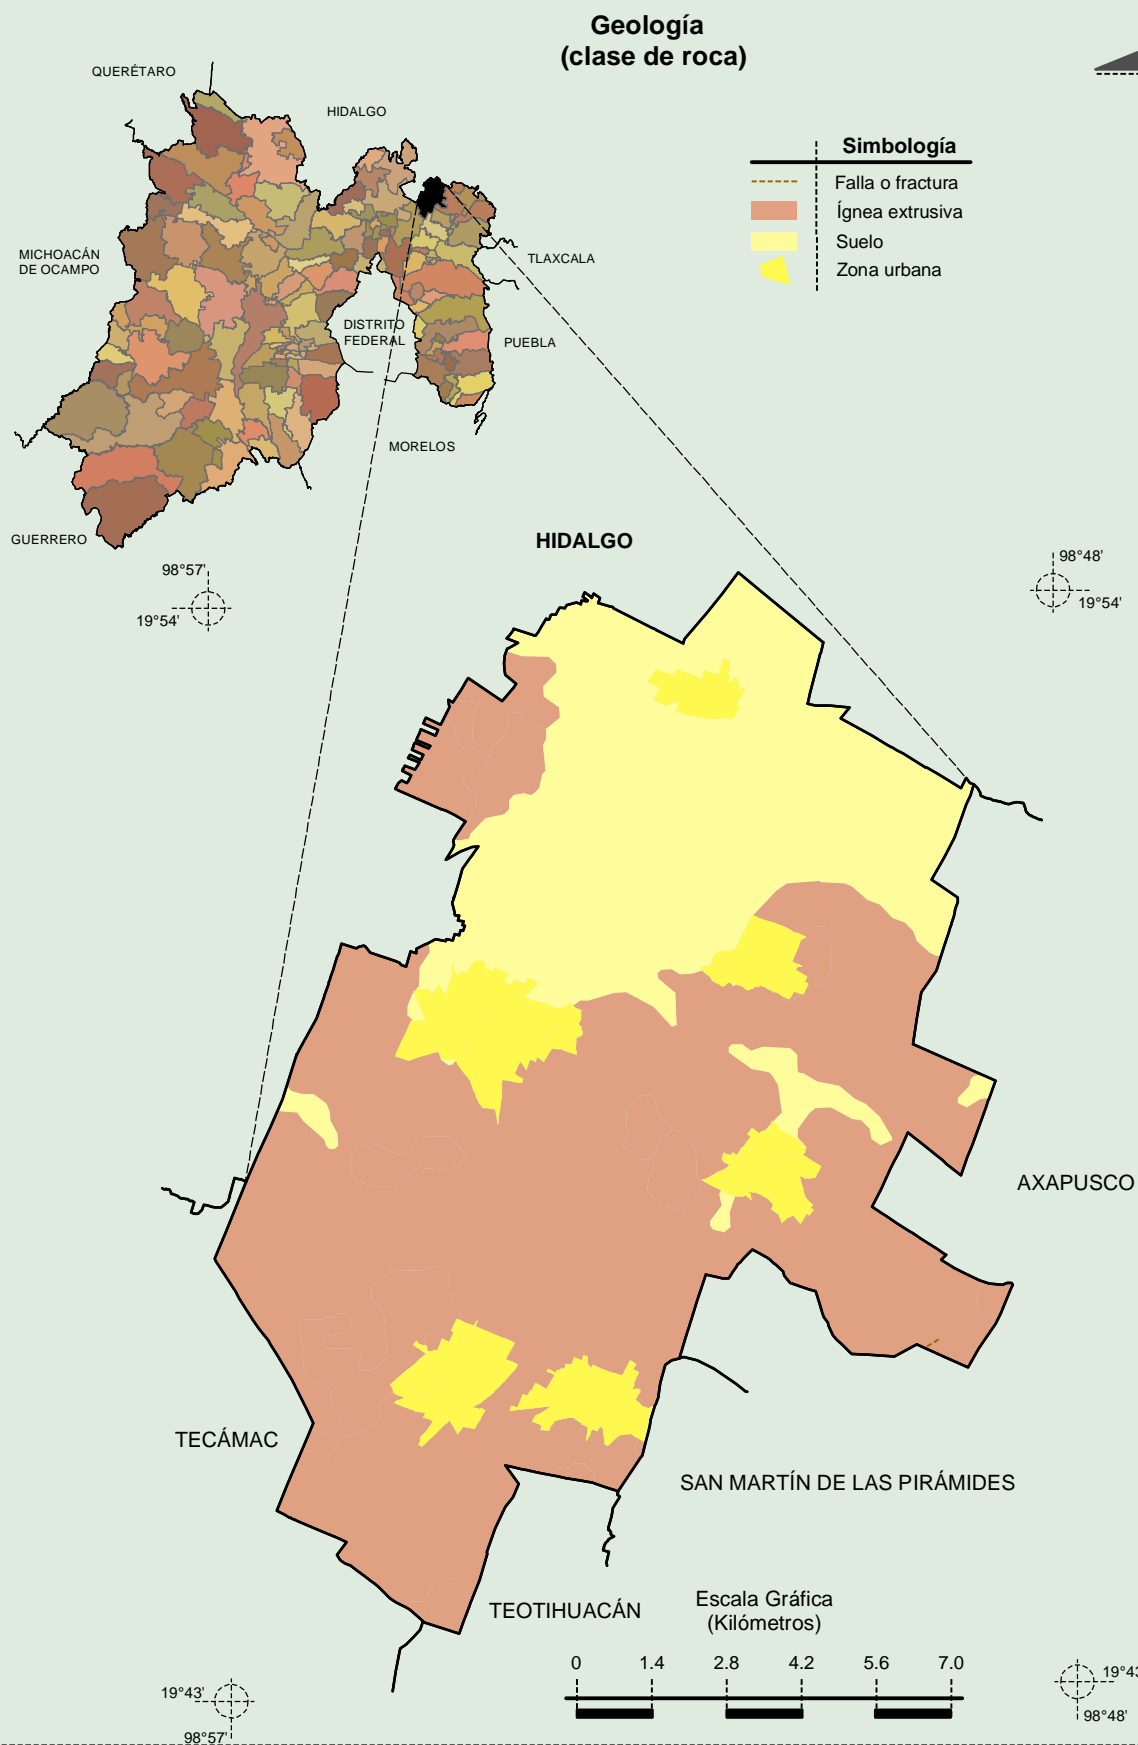 Geología
(clase de roca)
QUERÉTARO
HIDALGO
MICHOACÁN
DE OCAMPO
TLAXCALA
DISTRITO
FEDERAL
PUEBLA
MORELOS
GUERRERO
Simbología
Falla o fractura
Ígnea extrusiva
Suelo
Zona urbana
HIDALGO
98°57'
19°54'
98°48'
19°54'
AXAPUSCO
TECÁMAC
SAN MARTÍN DE LAS PIRÁMIDES
TEOTIHUACÁN
Escala Gráfica
(Kilómetros)
0 1.4 2.8 4.2 5.6 7.0
19°43'
98°57'
19°43
98°48'